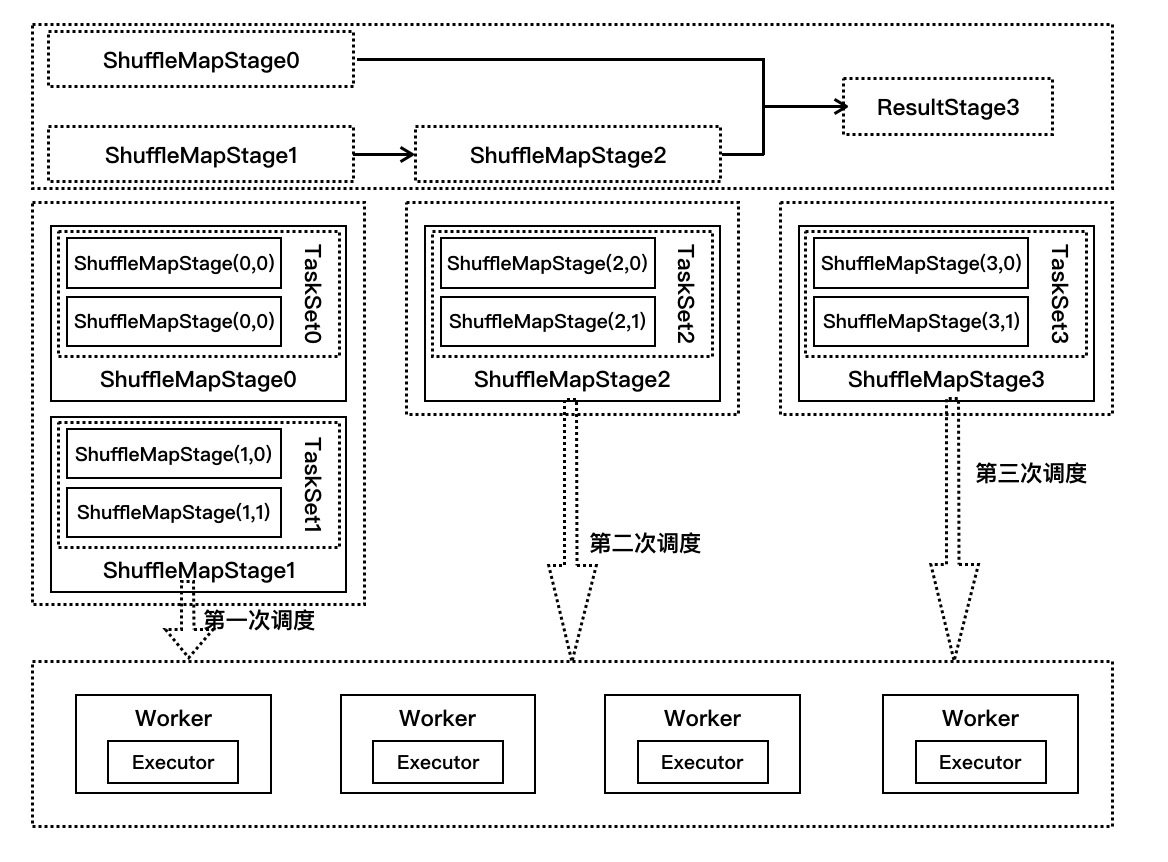 ShuffleMapStage0
ResultStage3
ShuffleMapStage1
ShuffleMapStage2
ShuffleMapStage(0,0)
ShuffleMapStage(0,0)
TaskSet0
ShuffleMapStage0
ShuffleMapStage(1,0)
ShuffleMapStage(1,1)
TaskSet1
ShuffleMapStage1
第一次调度
ShuffleMapStage(2,0)
ShuffleMapStage(2,1)
TaskSet2
ShuffleMapStage2
第二次调度
ShuffleMapStage(3,0)
ShuffleMapStage(3,1)
TaskSet3
ShuffleMapStage3
第三次调度
Worker
Executor
Worker
Executor
Worker
Executor
Worker
Executor